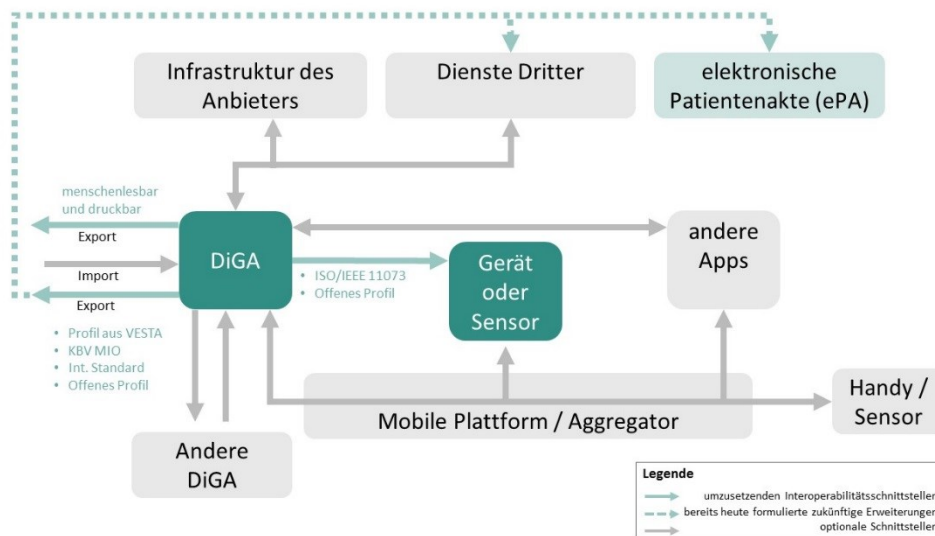 Infrastruktur des
Anbieters
Dienste Dritter
elektronische
Patientenakte (ePA)
menschenlesbar
und druckbar
Export
Import
Export
DiGA
• ISO/IEEE 11073
• Offenes Profil
Gerät
oder
Sensor
andere
Apps
• Profil aus VESTA
• KBV MIO
• Int. Standard
• Offenes Profil
Andere
DiGA
Mobile Plattform / Aggregator
Handy /
Sensor
Legende
umzusetzenden Interoperabilitätsschnittstellen
bereits heute formulierte zukünftige Erweiterungen
optionale Schnittstellen